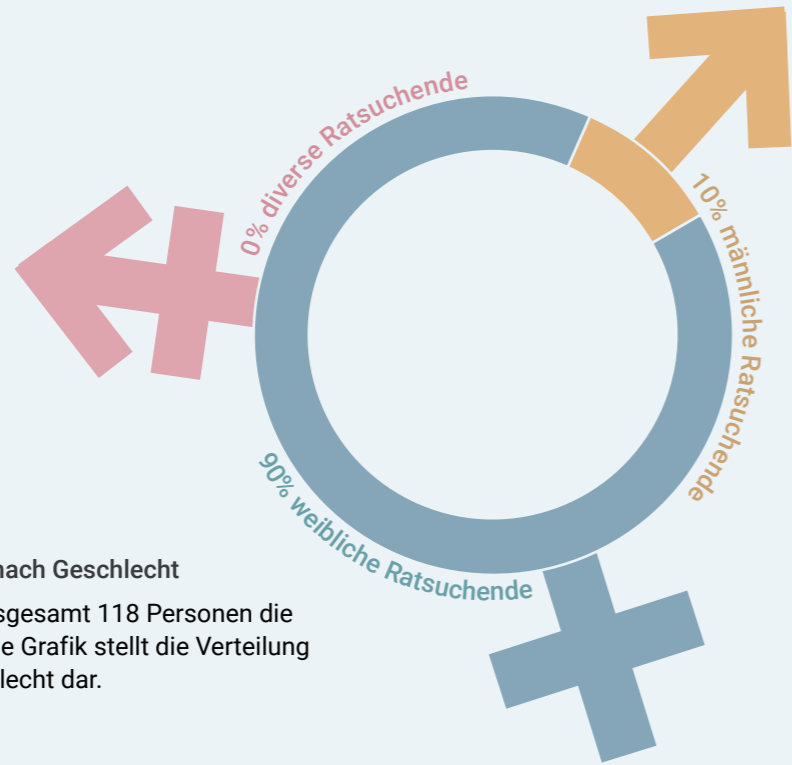 0% diverse Ratsuchende
10% männliche Ratsuchende
90% weibliche Ratsuchende
nach Geschlecht
sgesamt 118 Personen die
e Grafik stellt die Verteilung
lecht dar.